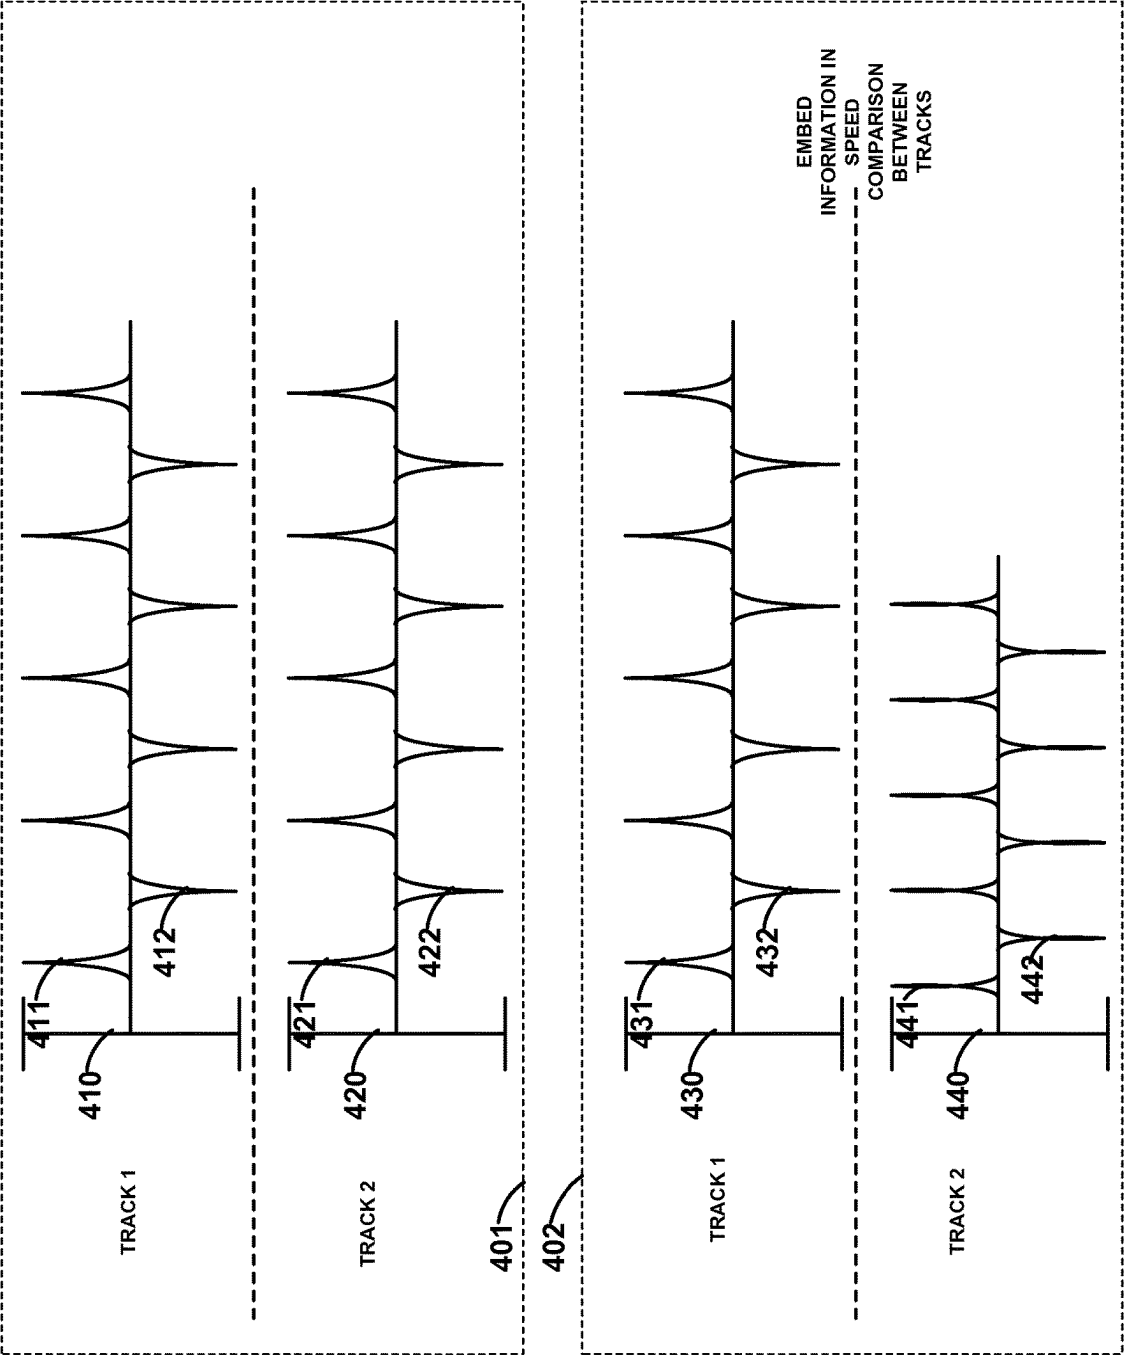 TRACK 1
410
411
412
TRACK 2
420
421
422
401
402
TRACK 1
430
431
432
EMBED
INFORMATION IN
SPEED
COMPARISON
BETWEEN
TRACKS
TRACK 2
440
441
442